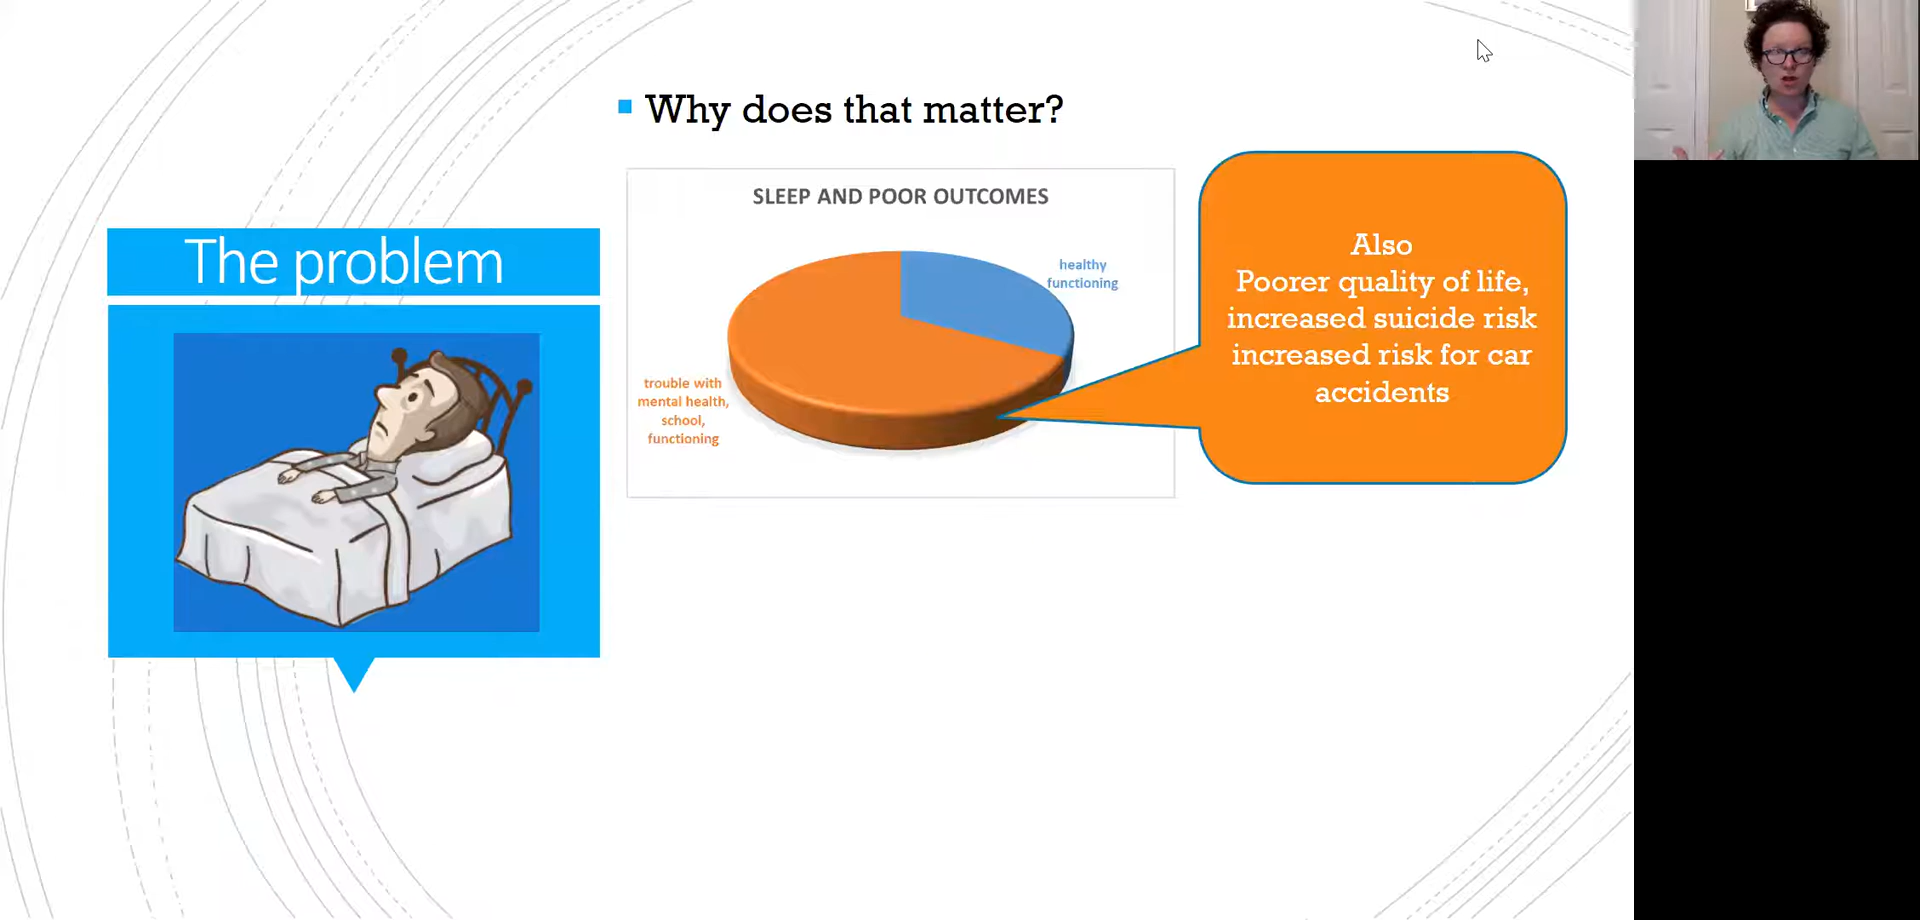 Why does that matter?
The problem
SLEEP AND POOR OUTCOMES
healthy
functioning
trouble with
mental health,
school,
functioning
Also
Poorer quality of life,
increased suicide risk
increased risk for car
accidents